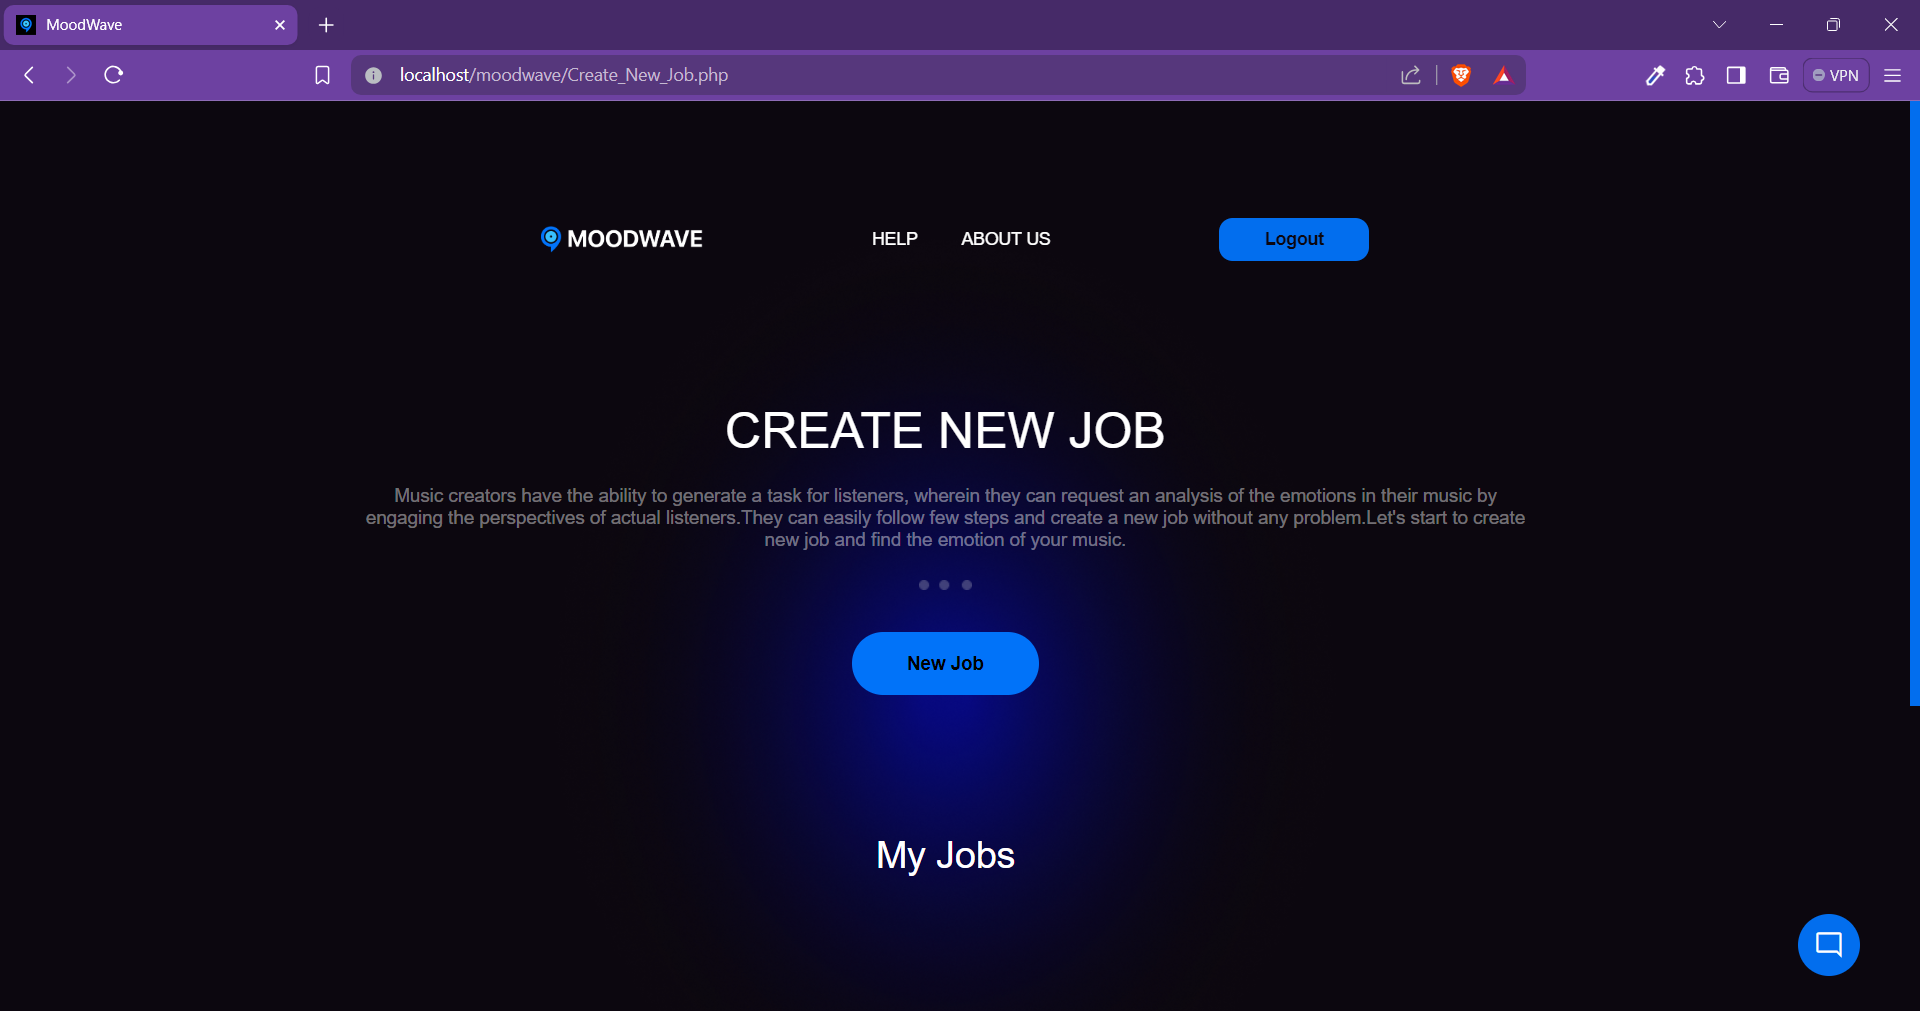 MoodWave
localhost/moodwave/Create_New_Job.php
VPN
MOODWAVE
HELP
ABOUT US
Logout
CREATE NEW JOB
Music creators have the ability to generate a task for listeners, wherein they can request an analysis of the emotions in their music by
engaging the perspectives of actual listeners.They can easily follow few steps and create a new job without any problem.Let's start to create
new job and find the emotion of your music.
New Job
My Jobs